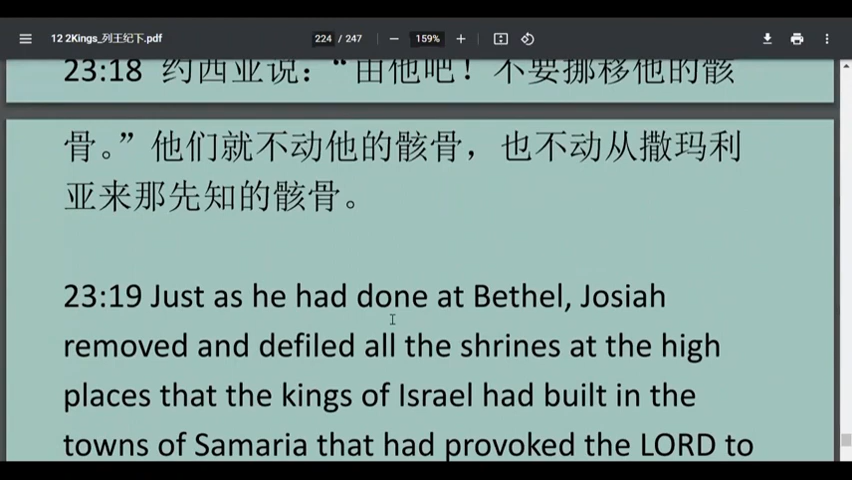 12 2Kings_列王纪下.pdf
224 / 247
159%
23:18 约西亚说：“由他吧！不要挪移他的骸
骨。”他们就不动他的骸骨，也不动从撒玛利
亚来那先知的骸骨。
23:19 Just as he had done at Bethel, Josiah
removed and defiled all the shrines at the high
places that the kings of Israel had built in the
towns of Samaria that had provoked the LORD to